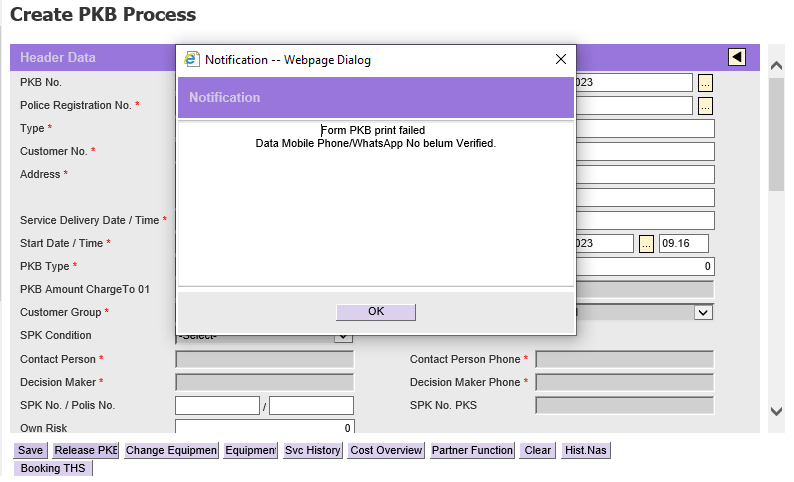 Create PKB Process
Header Data
Notification -- Webpage Dialog
Notification
Form PKB print failed
Data Mobile Phone/WhatsApp No belum Verified.
OK
PKB No.
023
...
Police Registration No. *
...
Type *
Customer No. *
Address *
Service Delivery Date / Time *
Start Date / Time *
023
...
09.16
PKB Type *
0
PKB Amount ChargeTo 01
Customer Group *
SPK Condition
-Select-
Contact Person *
Contact Person Phone *
Decision Maker *
Decision Maker Phone *
SPK No. / Polis No.
/
SPK No. PKS
Own Risk
0
Save Release PKB Change Equipmen Equipment Svc History Cost Overview Partner Function Clear Hist.Nas
Booking THS